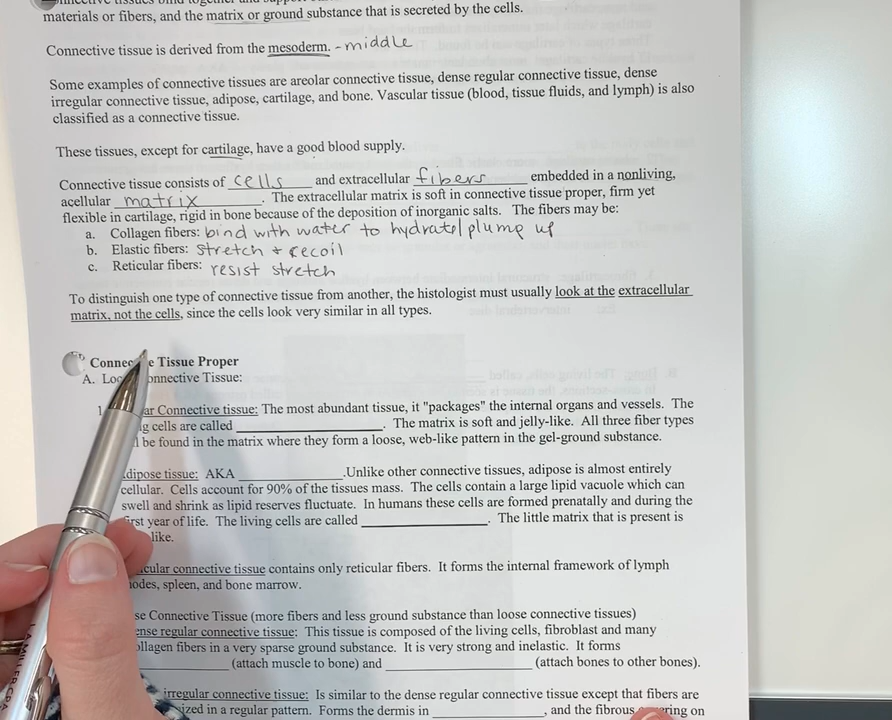 materials or fibers, and the matrix or ground substance that is secreted by the cells.
Connective tissue is derived from the mesoderm. - middle
Some examples of connective tissues are areolar connective tissue, dense regular connective tissue, dense
irregular connective tissue, adipose, cartilage, and bone. Vascular tissue (blood, tissue fluids, and lymph) is also
classified as a connective tissue.
These tissues, except for cartilage, have a good blood supply.
Connective tissue consists of cells and extracellular fibers embedded in a nonliving,
acellular matrix. The extracellular matrix is soft in connective tissue proper, firm yet
flexible in cartilage, rigid in bone because of the deposition of inorganic salts. The fibers may be:
a. Collagen fibers: bind with water to hydrate/plump up
b. Elastic fibers: stretch + recoil
c. Reticular fibers: resist stretch
To distinguish one type of connective tissue from another, the histologist must usually look at the extracellular
matrix, not the cells, since the cells look very similar in all types.
Connec e Tissue Proper
A. Loo onnective Tissue:
1 ar Connective tissue: The most abundant tissue, it "packages" the internal organs and vessels. The
g cells are called ____. The matrix is soft and jelly-like. All three fiber types
l be found in the matrix where they form a loose, web-like pattern in the gel-ground substance.
dipose tissue: AKA ____.Unlike other connective tissues, adipose is almost entirely
cellular. Cells account for 90% of the tissues mass. The cells contain a large lipid vacuole which can
swell and shrink as lipid reserves fluctuate. In humans these cells are formed prenatally and during the
first year of life. The living cells are called ____. The little matrix that is present is
like.
icular connective tissue contains only reticular fibers. It forms the internal framework of lymph
nodes, spleen, and bone marrow.
se Connective Tissue (more fibers and less ground substance than loose connective tissues)
ense regular connective tissue: This tissue is composed of the living cells, fibroblast and many
ollagen fibers in a very sparse ground substance. It is very strong and inelastic. It forms
____ (attach muscle to bone) and ____ (attach bones to other bones).
irregular connective tissue: Is similar to the dense regular connective tissue except that fibers are
ized in a regular pattern. Forms the dermis in ____, and the fibrous ring on